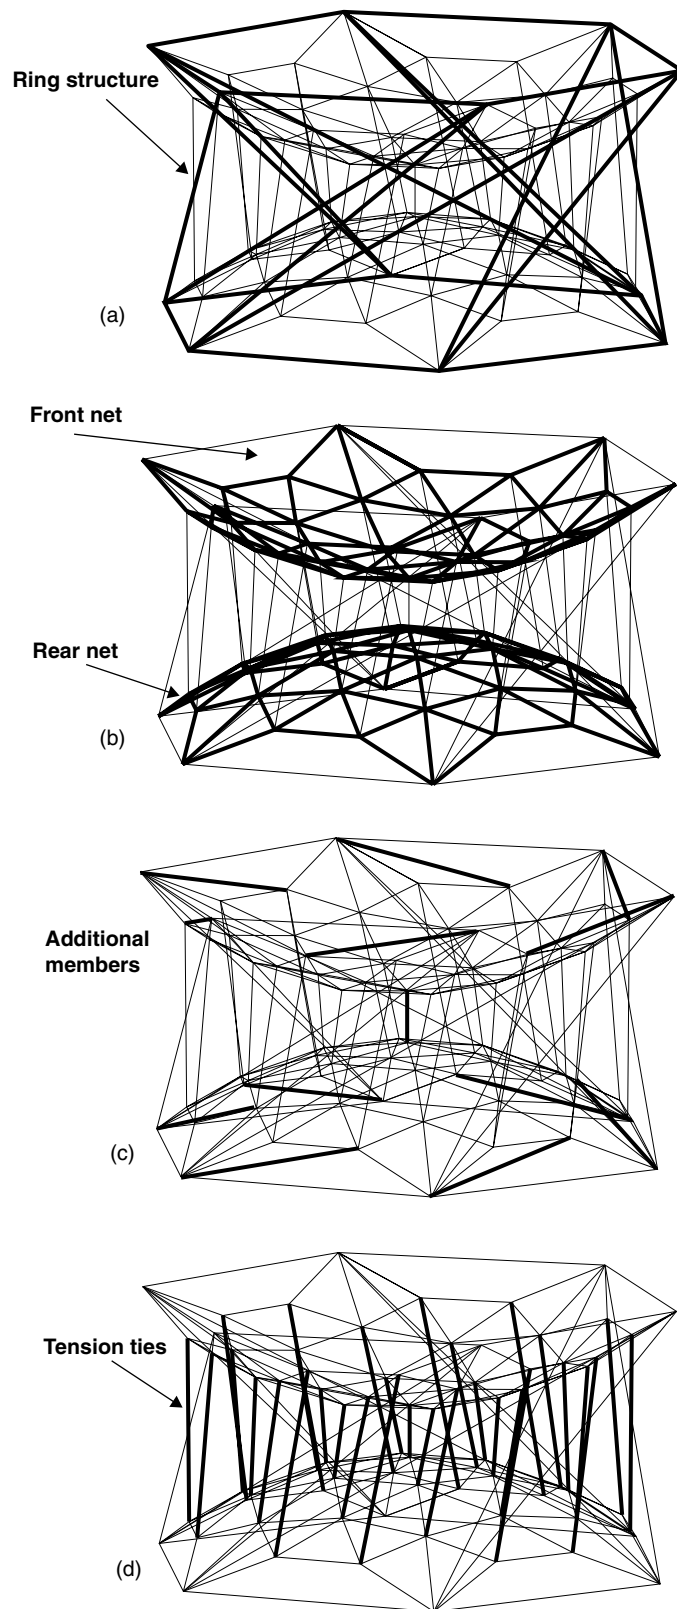 Ring structure
(a)
Front net
Rear net
(b)
Additional
members
(c)
Tension ties
(d)